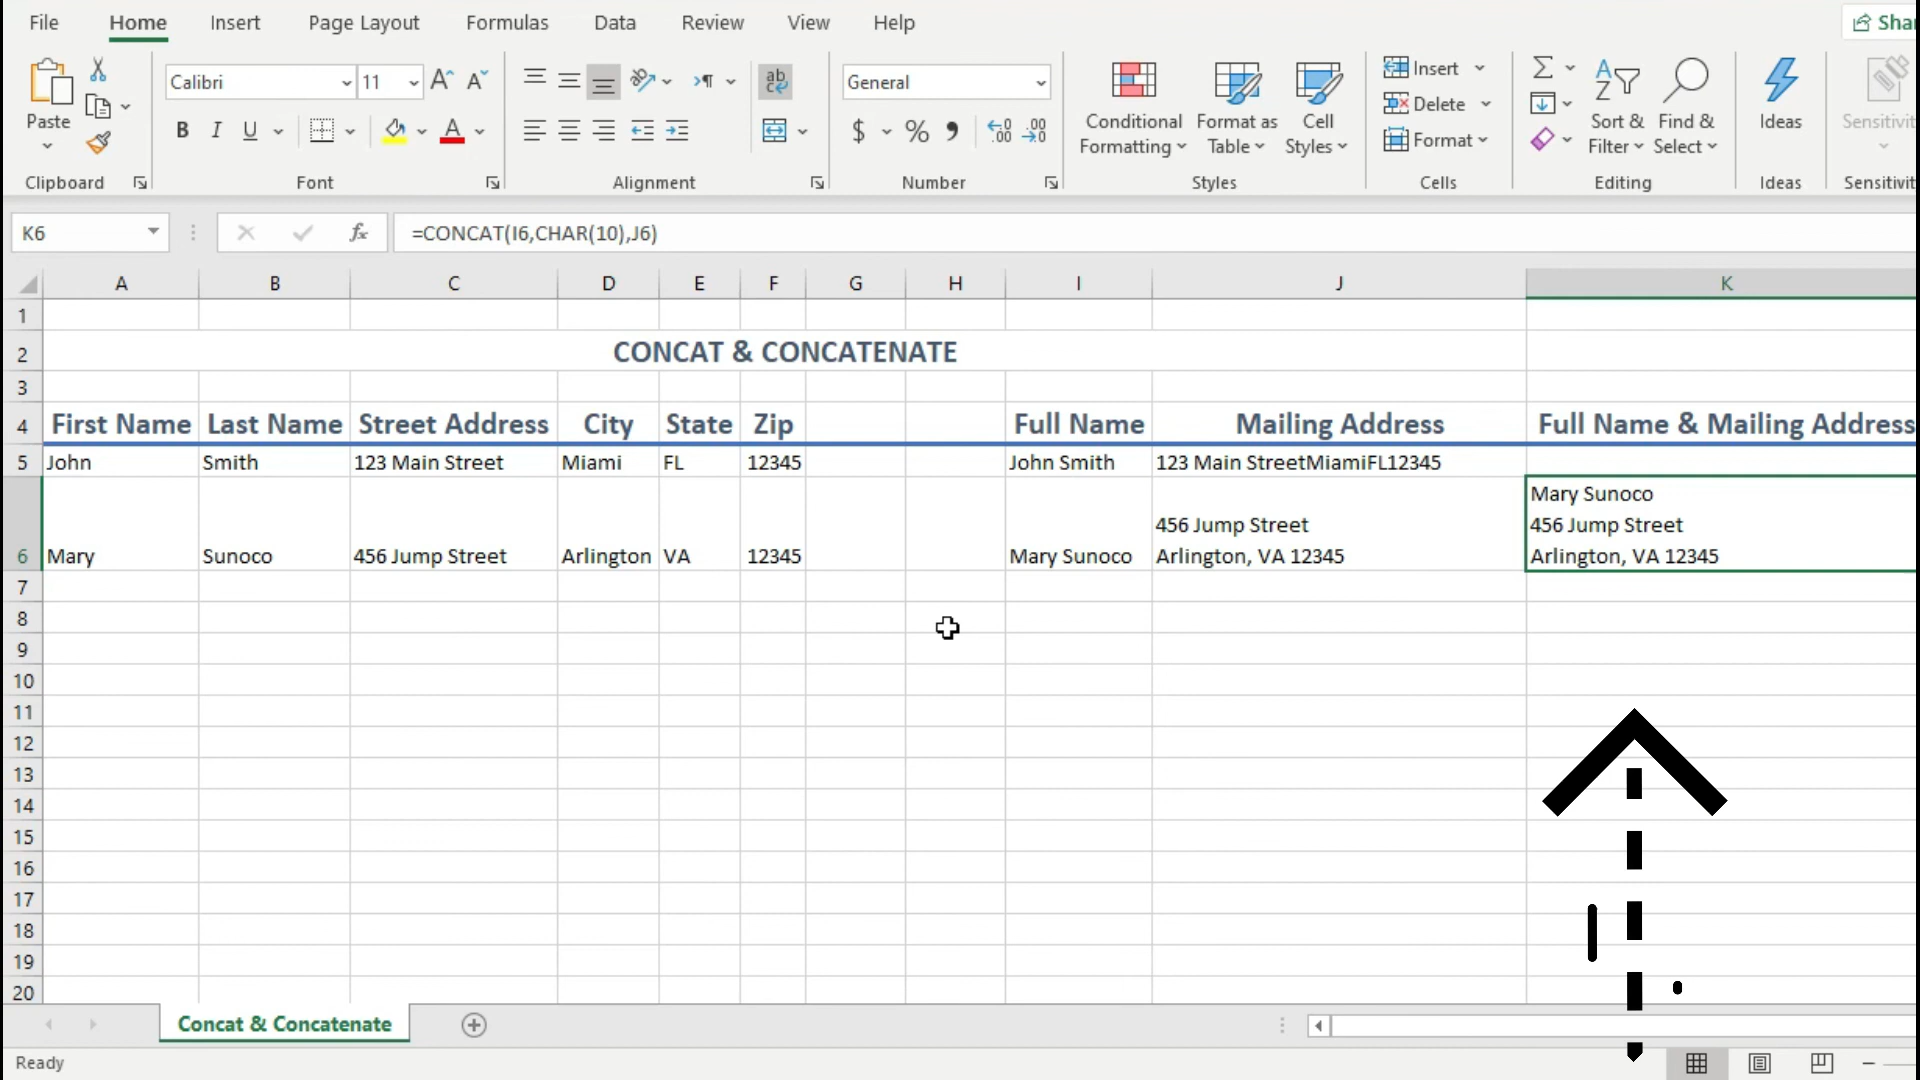 File Home Insert Page Layout Formulas Data Review View Help Shar
Calibri 11 General
Paste
B I U A $ %
Conditional Formatting
Format as Table
Cell Styles
Insert
Delete
Format
Sort & Filter
Find & Select
Ideas
Sensitivit
Clipboard Font Alignment Number Styles Cells Editing Ideas Sensitivit
K6 fx =CONCAT(I6,CHAR(10),J6)
A B C D E F G H I J K
1
2 CONCAT & CONCATENATE
3
4 First Name Last Name Street Address City State Zip Full Name Mailing Address Full Name & Mailing Address
5 John Smith 123 Main Street Miami FL 12345 John Smith 123 Main StreetMiamiFL12345
Mary Sunoco
456 Jump Street 456 Jump Street
6 Mary Sunoco 456 Jump Street Arlington VA 12345 Mary Sunoco Arlington, VA 12345 Arlington, VA 12345
7
8
9
10
11
12
13
14
15
16
17
18
19
20
Concat & Concatenate
Ready